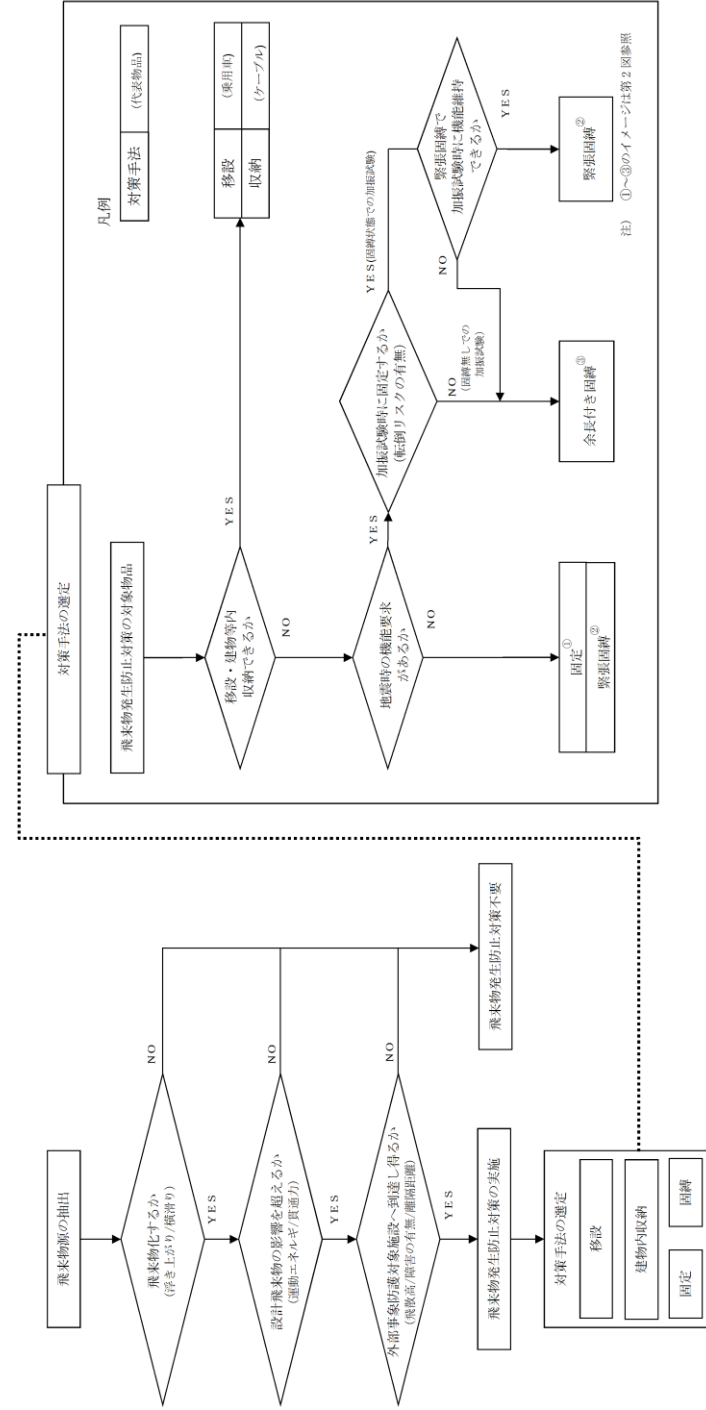 飛来物源の抽出
飛来物化するか
(浮き上がり/横滑り)
NO
YES
設計飛来物の影響を超えるか
(運動エネルギ/貫通力)
NO
YES
外部事象防護対象施設へ到達し得るか
(飛散高/障害の有無/離隔距離)
NO
YES
飛来物発生防止対策不要
飛来物発生防止対策の実施
対策手法の選定
移設
建物内収納
固定
固縛
対策手法の選定
凡例
対策手法
(代表物品)
飛来物発生防止対策の対象物品
移設・建物等内
収納できるか
YES
移設
(乗用車)
収納
(ケーブル)
NO
地震時の機能要求
があるか
YES
NO
加振試験時に固定するか
(転倒リスクの有無)
YES(固縛状態での加振試験)
NO
(固縛無しでの
加振試験)
緊張固縛で
加振試験時に機能維持
できるか
NO
YES
固定①
緊張固縛②
余長付き固縛③
緊張固縛②
注) ①~③のイメージは第2図参照